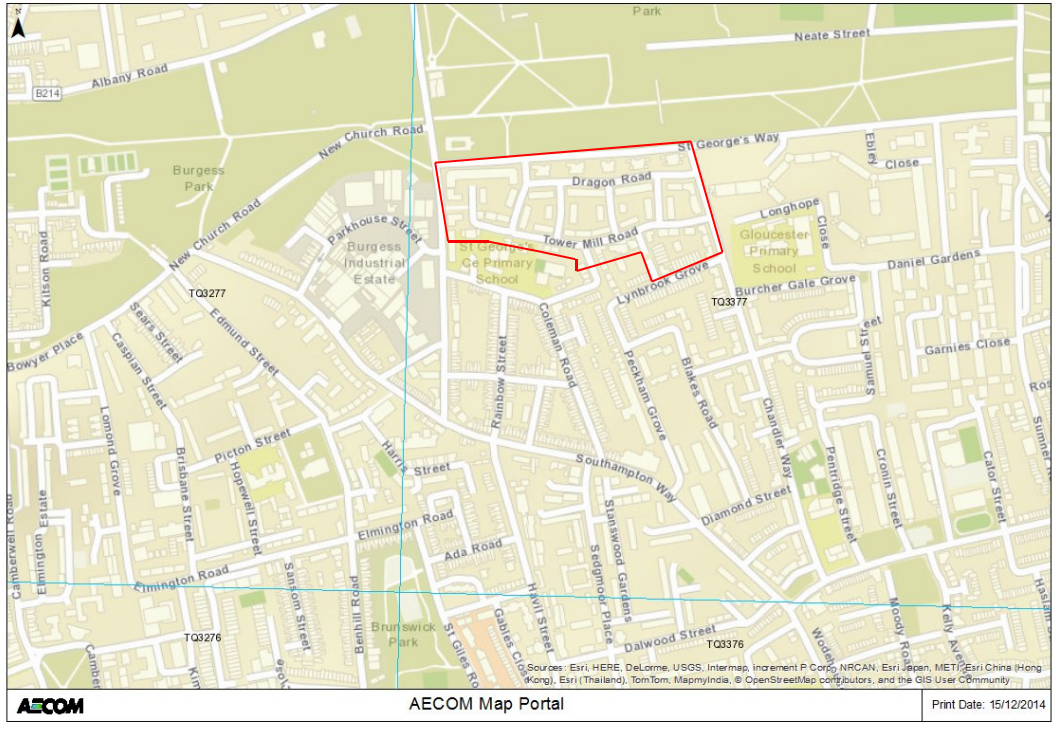 N
Park
Neate Street
Albany Road
B214
New Church Road
St George's Way
Ebley
Close
Burgess
Park
Dragon Road
Longhope
Close
Parkhouse Street
New Church Road
Kitson Road
Tower Mill Road
Gloucester
Primary
School
Burgess
Industrial
Estate
St George's
Ce Primary
School
Daniel Gardens
Lynbrook Grove
Burcher Gale Grove
TQ3277
TQ3377
Sears Street
Edmund Street
Coleman Road
Samuel Street
Garnies Close
Bowyer Place
Caspian Street
Rainbow Street
Peckham Grove
Blakes Road
Chandler Way
Sumner
Lomond Grove
Picton Street
Brisbane Street
Hopewell Street
Harris Street
Southampton Way
Pentridge Street
Cronin Street
Cator Street
Diamond Street
Camberwell Road
Elmington Estate
Elmington Road
Ada Road
Stanswood Gardens
Sedgmoor Place
Elmington Road
Sansom Street
Benhill Road
Havil Street
Brunswick
Park
St Giles Ro
Gables Close
Dalwood Street
Moody Road
Kelly Avenue
TQ3276
TQ3376
Sources: Esri, HERE, DeLorme, USGS, Intermap, increment P Corp., NRCAN, Esri Japan, METI, Esri China (Hong
Kong), Esri (Thailand), TomTom, MapmyIndia, © OpenStreetMap contributors, and the GIS User Community
AECOM
AECOM Map Portal
Print Date: 15/12/2014